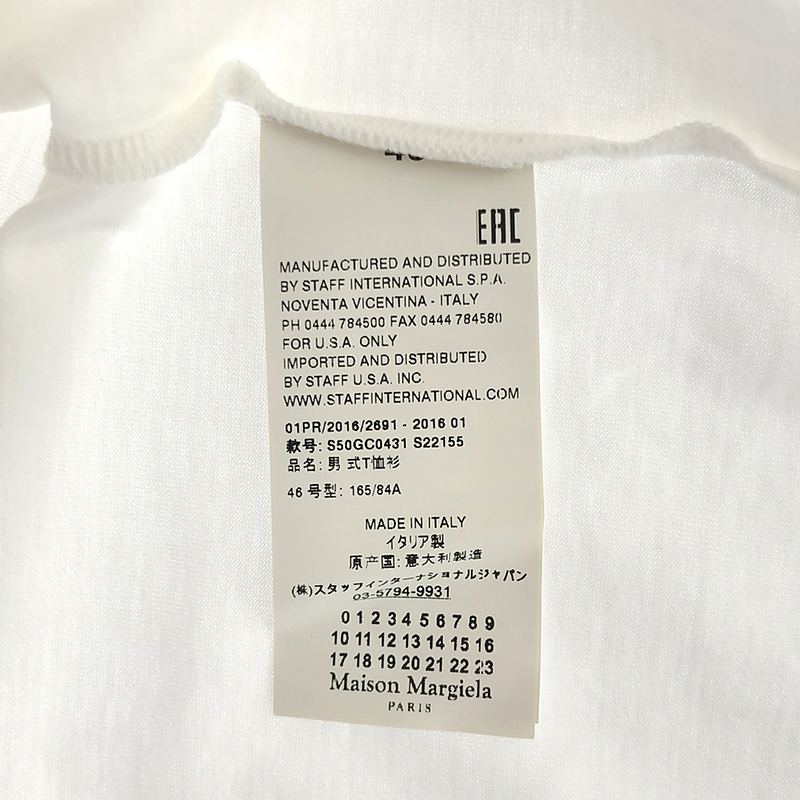 EAC
MANUFACTURED AND DISTRIBUTED
BY STAFF INTERNATIONAL S.P.A.
NOVENTA VICENTINA - ITALY
PH 0444 784500 FAX 0444 784580
FOR U.S.A. ONLY
IMPORTED AND DISTRIBUTED
BY STAFF U.S.A. INC.
WWW.STAFFINTERNATIONAL.COM
01PR/2016/2691 - 2016 01
款号: S50GC0431 S22155
品名: 男 式T恤衫
46 号型: 165/84A
MADE IN ITALY
イタリア製
原产国: 意大利製造
(株)スタッフインターナショナルジャパン
03-5794-9931
0 1 2 3 4 5 6 7 8 9
10 11 12 13 14 15 16
17 18 19 20 21 22 23
Maison Margiela
PARIS